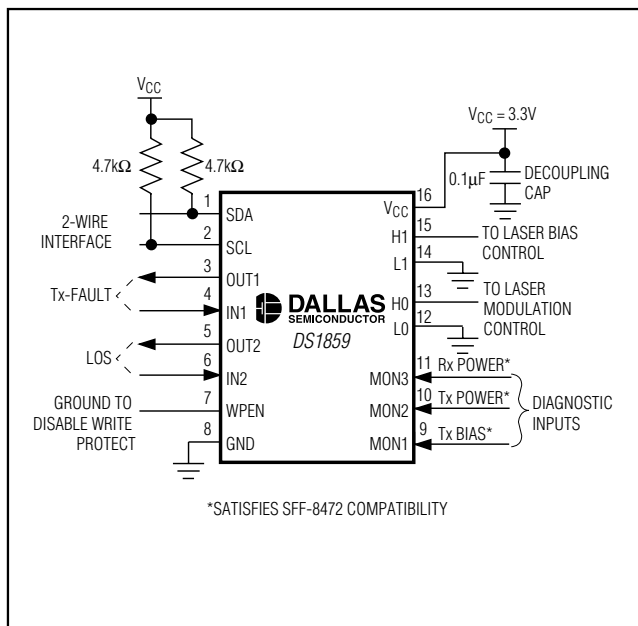 VCC
VCC = 3.3V
4.7kΩ
4.7kΩ
0.1µF
DECOUPLING
CAP
2-WIRE
INTERFACE
Tx-FAULT
LOS
GROUND TO
DISABLE WRITE
PROTECT
1
SDA
2
SCL
3
OUT1
4
IN1
5
OUT2
6
IN2
7
WPEN
8
GND
DALLAS
SEMICONDUCTOR
DS1859
16
VCC
15
H1
TO LASER BIAS
CONTROL
14
L1
13
H0
TO LASER
MODULATION
CONTROL
12
L0
11
MON3
Rx POWER*
10
MON2
Tx POWER*
9
MON1
Tx BIAS*
DIAGNOSTIC
INPUTS
*SATISFIES SFF-8472 COMPATIBILITY